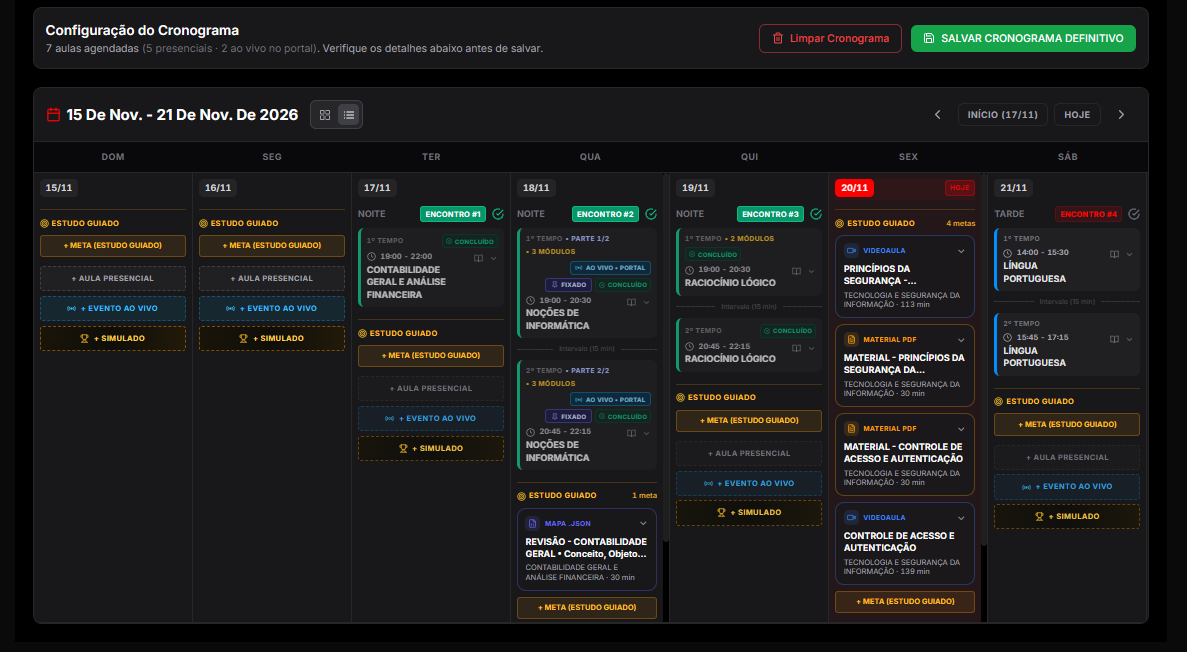 Configuração do Cronograma
7 aulas agendadas (5 presenciais · 2 ao vivo no portal). Verifique os detalhes abaixo antes de salvar.
Limpar Cronograma
SALVAR CRONOGRAMA DEFINITIVO
15 De Nov. - 21 De Nov. De 2026
INÍCIO (17/11)
HOJE
DOM
SEG
TER
QUA
QUI
SEX
SÁB
15/11
ESTUDO GUIADO
+ META (ESTUDO GUIADO)
+ AULA PRESENCIAL
+ EVENTO AO VIVO
+ SIMULADO
16/11
ESTUDO GUIADO
+ META (ESTUDO GUIADO)
+ AULA PRESENCIAL
+ EVENTO AO VIVO
+ SIMULADO
17/11
NOITE
ENCONTRO #1
1º TEMPO
CONCLUÍDO
19:00 - 22:00
CONTABILIDADE
GERAL E ANÁLISE
FINANCEIRA
ESTUDO GUIADO
+ META (ESTUDO GUIADO)
+ AULA PRESENCIAL
+ EVENTO AO VIVO
+ SIMULADO
18/11
NOITE
ENCONTRO #2
1º TEMPO • PARTE 1/2
• 3 MÓDULOS
AO VIVO • PORTAL
FIXADO
CONCLUÍDO
19:00 - 20:30
NOÇÕES DE
INFORMÁTICA
Intervalo (15 min)
2º TEMPO • PARTE 2/2
• 3 MÓDULOS
AO VIVO • PORTAL
FIXADO
CONCLUÍDO
20:45 - 22:15
NOÇÕES DE
INFORMÁTICA
ESTUDO GUIADO
1 meta
MAPA .JSON
REVISÃO - CONTABILIDADE
GERAL • Conceito, Objeto...
CONTABILIDADE GERAL E
ANÁLISE FINANCEIRA · 30 min
+ META (ESTUDO GUIADO)
19/11
NOITE
ENCONTRO #3
1º TEMPO • 2 MÓDULOS
CONCLUÍDO
19:00 - 20:30
RACIOCÍNIO LÓGICO
Intervalo (15 min)
2º TEMPO
CONCLUÍDO
20:45 - 22:15
RACIOCÍNIO LÓGICO
ESTUDO GUIADO
+ META (ESTUDO GUIADO)
+ AULA PRESENCIAL
+ EVENTO AO VIVO
+ SIMULADO
20/11
HOJE
ESTUDO GUIADO
4 metas
VIDEOAULA
PRINCÍPIOS DA
SEGURANÇA -...
TECNOLOGIA E SEGURANÇA DA
INFORMAÇÃO · 113 min
MATERIAL PDF
MATERIAL - PRINCÍPIOS DA
SEGURANÇA DA...
TECNOLOGIA E SEGURANÇA DA
INFORMAÇÃO · 30 min
MATERIAL PDF
MATERIAL - CONTROLE DE
ACESSO E AUTENTICAÇÃO
TECNOLOGIA E SEGURANÇA DA
INFORMAÇÃO · 30 min
VIDEOAULA
CONTROLE DE ACESSO E
AUTENTICAÇÃO
TECNOLOGIA E SEGURANÇA DA
INFORMAÇÃO · 139 min
+ META (ESTUDO GUIADO)
21/11
TARDE
ENCONTRO #4
1º TEMPO
14:00 - 15:30
LÍNGUA
PORTUGUESA
Intervalo (15 min)
2º TEMPO
15:45 - 17:15
LÍNGUA
PORTUGUESA
ESTUDO GUIADO
+ META (ESTUDO GUIADO)
+ AULA PRESENCIAL
+ EVENTO AO VIVO
+ SIMULADO